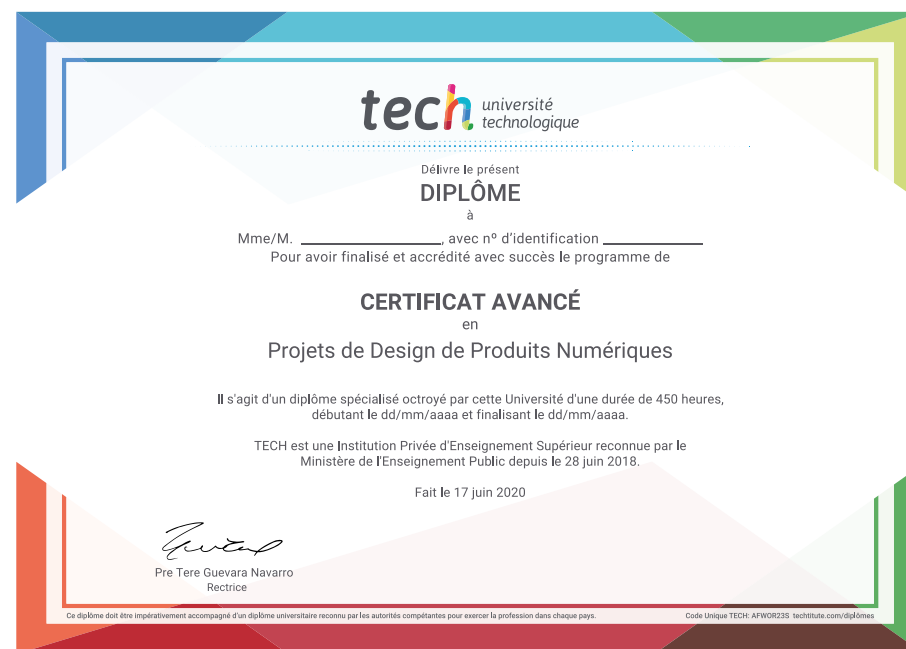 tech université
technologique
Délivre le présent
DIPLÔME
à
Mme/M. ____________________, avec nº d'identification ______________
Pour avoir finalisé et accrédité avec succès le programme de
CERTIFICAT AVANCÉ
en
Projets de Design de Produits Numériques
Il s'agit d'un diplôme spécialisé octroyé par cette Université d'une durée de 450 heures,
débutant le dd/mm/aaaa et finalisant le dd/mm/aaaa.
TECH est une Institution Privée d'Enseignement Supérieur reconnue par le
Ministère de l'Enseignement Public depuis le 28 juin 2018.
Fait le 17 juin 2020
Pre Tere Guevara Navarro
Rectrice
Ce diplôme doit être impérativement accompagné d'un diplôme universitaire reconnu par les autorités compétantes pour exercer la profession dans chaque pays.
Code Unique TECH: AFWOR23S techtitute.com/diplômes